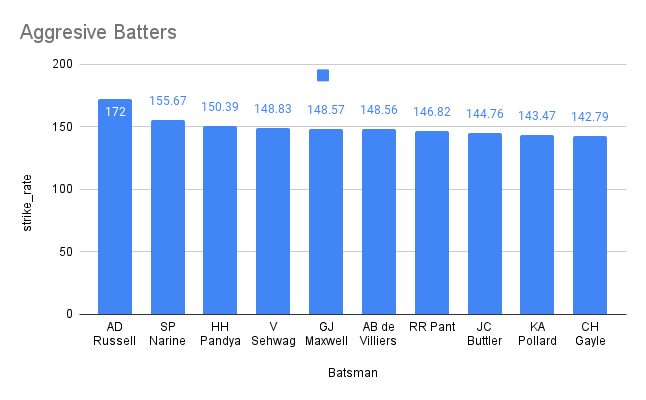 Aggresive Batters
200
150
100
50
0
strike_rate
172
155.67
150.39
148.83
148.57
148.56
146.82
144.76
143.47
142.79
AD
Russell
SP
Narine
HH
Pandya
V
Sehwag
GJ
Maxwell
AB de
Villiers
RR Pant
JC
Buttler
KA
Pollard
CH
Gayle
Batsman